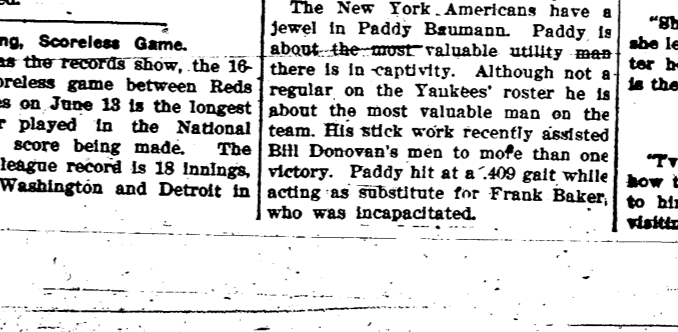 ng, Scoreless Game.
as the records show, the 16-
oreless game between Reds
es on June 13 is the longest
r played in the National
score being made. The
league record is 18 innings,
Washington and Detroit in
The New York Americans have a
jewel in Paddy Baumann. Paddy is
about the most valuable utility man
there is in captivity. Although not a
regular on the Yankees' roster he is
about the most valuable man on the
team. His stick work recently assisted
Bill Donovan's men to more than one
victory. Paddy hit at a .409 gait while
acting as substitute for Frank Baker,
who was incapacitated.
"Sh
she le
ter h
is the
"I'v
how t
to hi
visitin